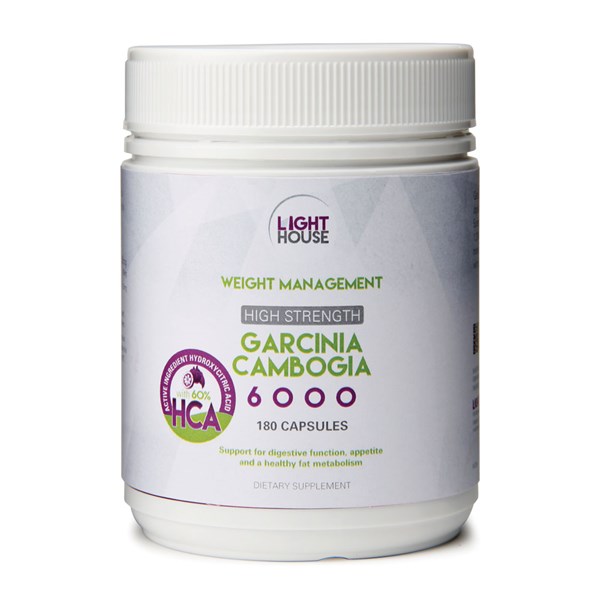 LIGHT
HOUSE
WEIGHT MANAGEMENT
HIGH STRENGTH
GARCINIA
CAMBOGIA
6000
ACTIVE INGREDIENT HYDROXYCITRIC ACID
with 60%
HCA
180 CAPSULES
Support for digestive function, appetite
and a healthy fat metabolism
DIETARY SUPPLEMENT